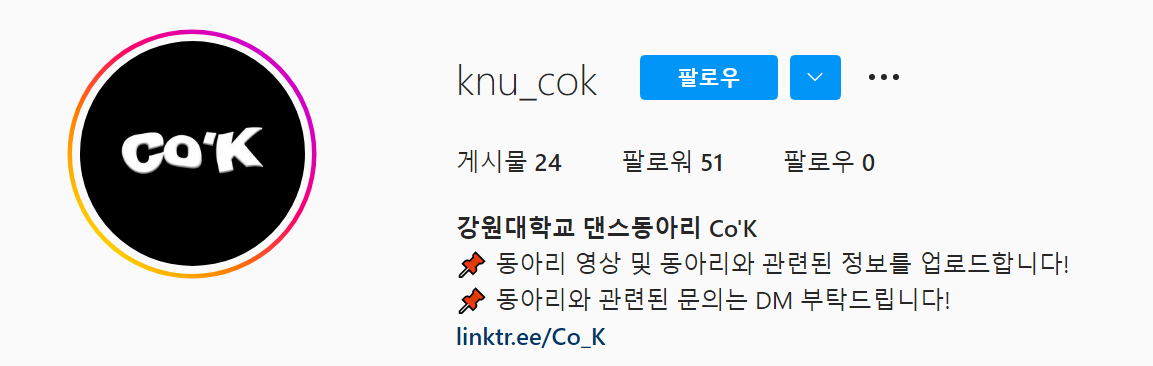 Co'K
knu_cok 팔로우
게시물 24 팔로워 51 팔로우 0
강원대학교 댄스동아리 Co'K
📌 동아리 영상 및 동아리와 관련된 정보를 업로드합니다!
📌 동아리와 관련된 문의는 DM 부탁드립니다!
linktr.ee/Co_K